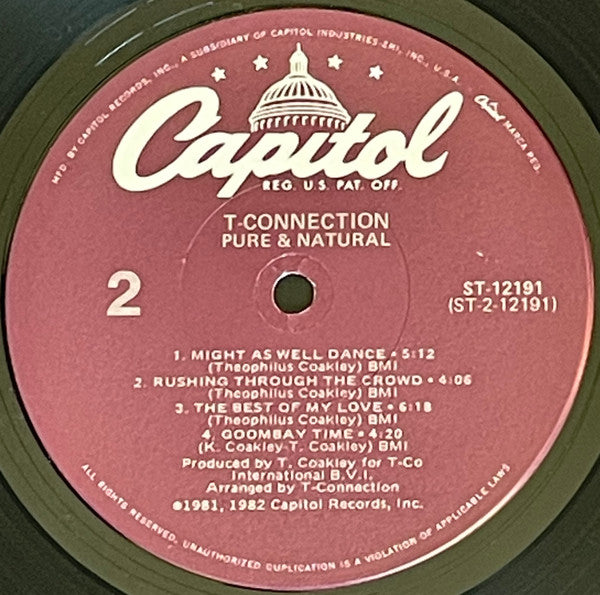 MFD. BY CAPITOL RECORDS, INC., A SUBSIDIARY OF CAPITOL INDUSTRIES-EMI, INC., U.S.A. • Capitol MARCA REG.
Capitol
REG. U.S. PAT. OFF.
T-CONNECTION
PURE & NATURAL
2
ST-12191
(ST-2-12191)
1. MIGHT AS WELL DANCE • 5:12
(Theophilus Coakley) BMI
2. RUSHING THROUGH THE CROWD • 4:06
(Theophilus Coakley) BMI
3. THE BEST OF MY LOVE • 6:18
(Theophilus Coakley) BMI
4. GOOMBAY TIME • 4:20
(K. Coakley-T. Coakley) BMI
Produced by T. Coakley for T-Co
International B.V.I.
Arranged by T-Connection
℗1981, 1982 Capitol Records, Inc.
ALL RIGHTS RESERVED. UNAUTHORIZED DUPLICATION IS A VIOLATION OF APPLICABLE LAWS